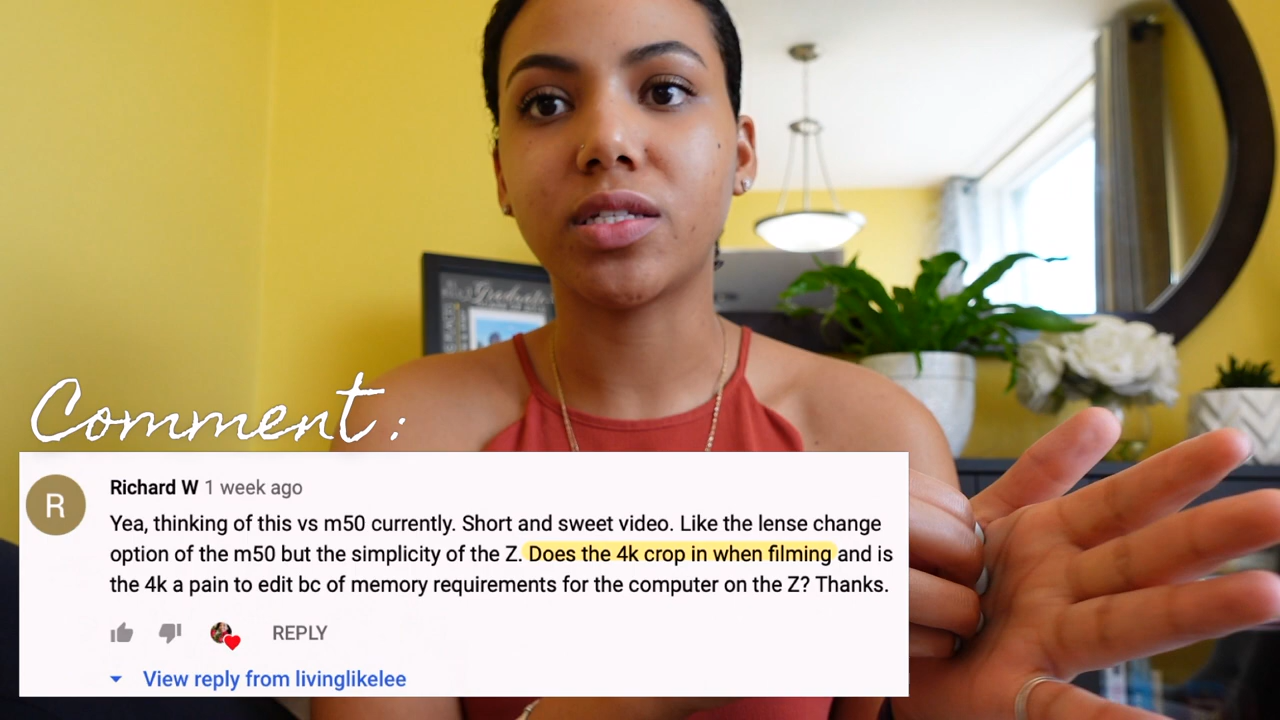 Graduate
Comment:
R
Richard W 1 week ago
Yea, thinking of this vs m50 currently. Short and sweet video. Like the lense change
option of the m50 but the simplicity of the Z. Does the 4k crop in when filming and is
the 4k a pain to edit bc of memory requirements for the computer on the Z? Thanks.
REPLY
View reply from livinglikelee